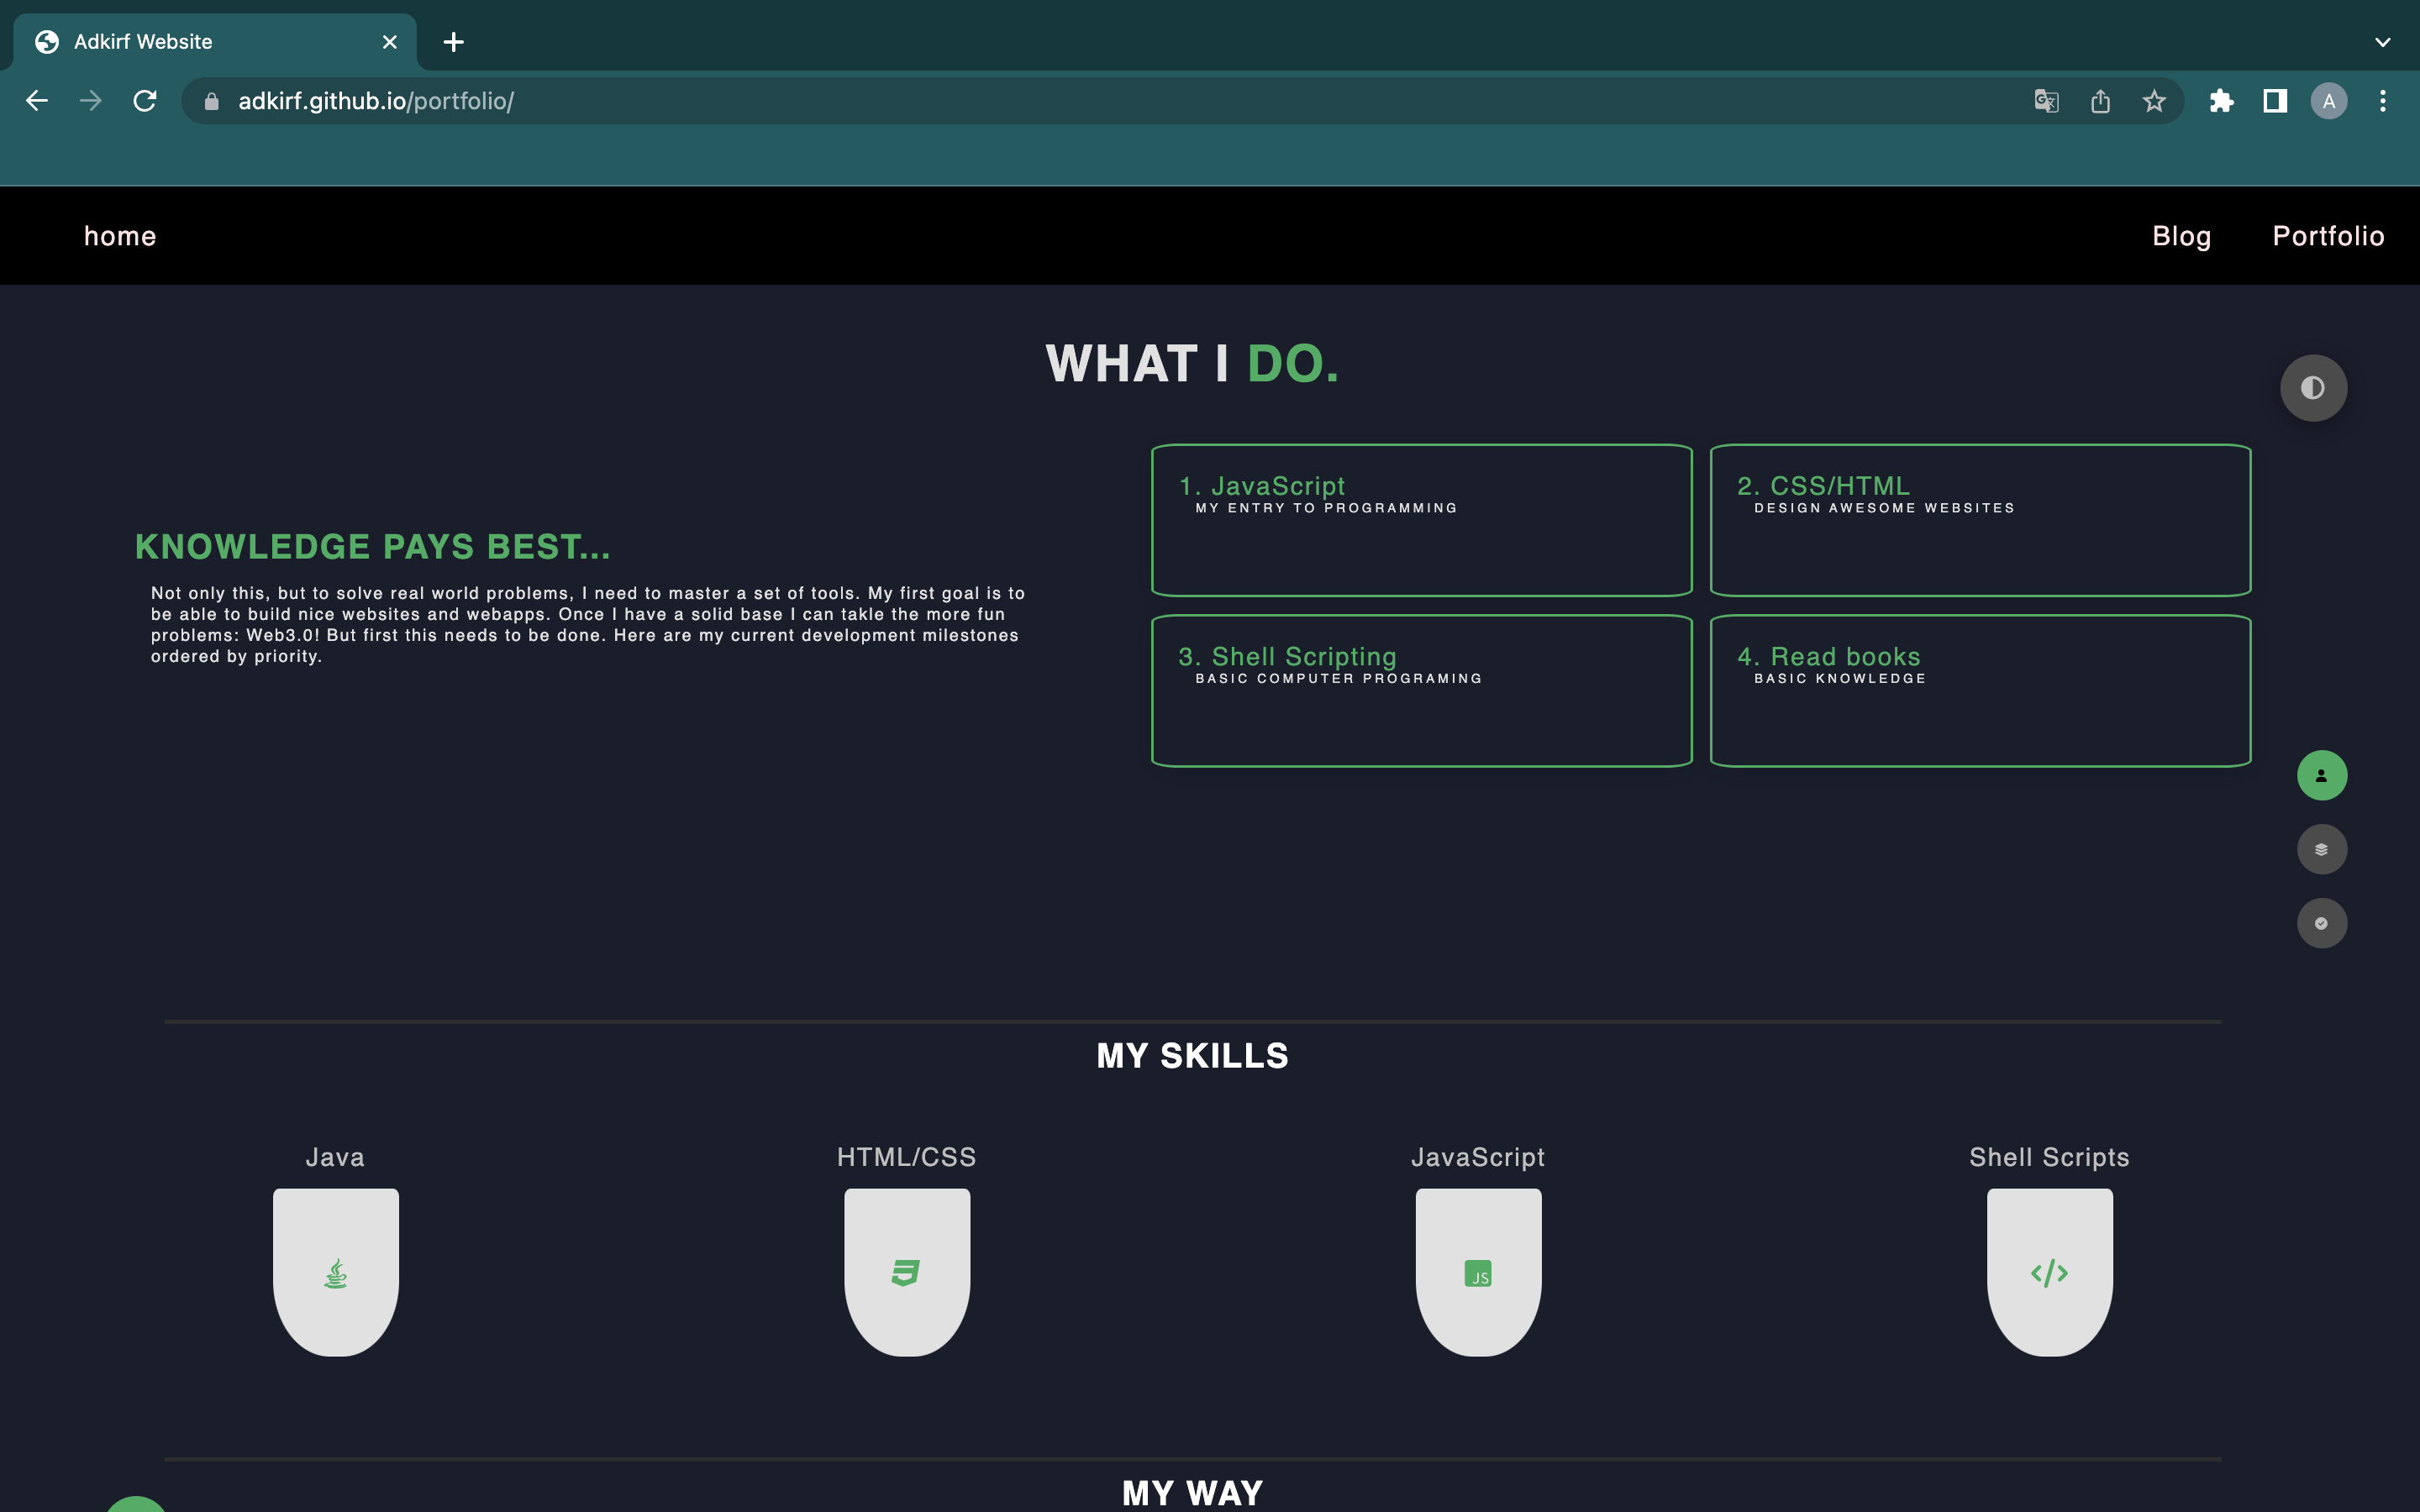 Adkirf Website
adkirf.github.io/portfolio/
A
home
Blog
Portfolio
WHAT I DO.
KNOWLEDGE PAYS BEST...
Not only this, but to solve real world problems, I need to master a set of tools. My first goal is to
be able to build nice websites and webapps. Once I have a solid base I can takle the more fun
problems: Web3.0! But first this needs to be done. Here are my current development milestones
ordered by priority.
1. JavaScript
MY ENTRY TO PROGRAMMING
2. CSS/HTML
DESIGN AWESOME WEBSITES
3. Shell Scripting
BASIC COMPUTER PROGRAMING
4. Read books
BASIC KNOWLEDGE
MY SKILLS
Java
HTML/CSS
JavaScript
Shell Scripts
JS
</>
MY WAY